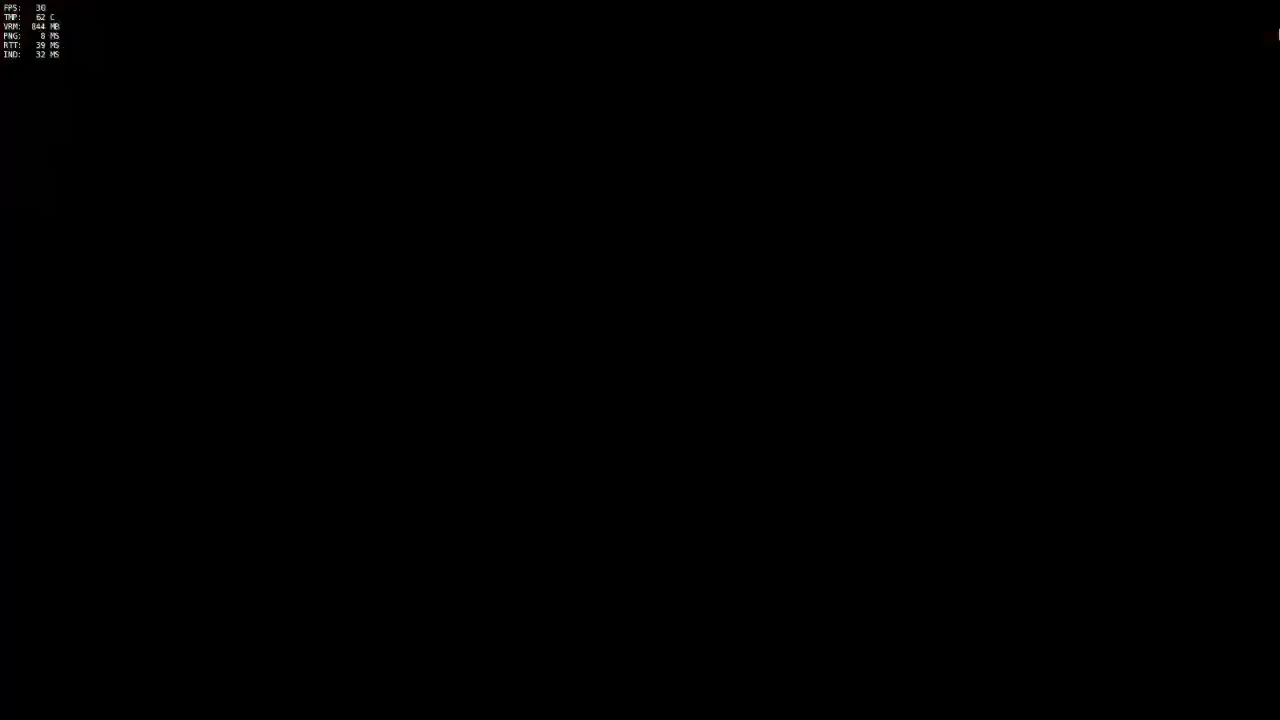 FPS: 30
TMP: 62 C
VRM: 844 MB
PNG: 8 MS
RTT: 39 MS
IND: 32 MS